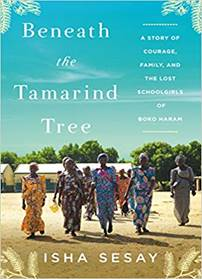 Beneath
the
Tamarind
Tree
A STORY OF
COURAGE,
FAMILY, AND
THE LOST
SCHOOLGIRLS
OF
BOKO HARAM
ISHA SESAY